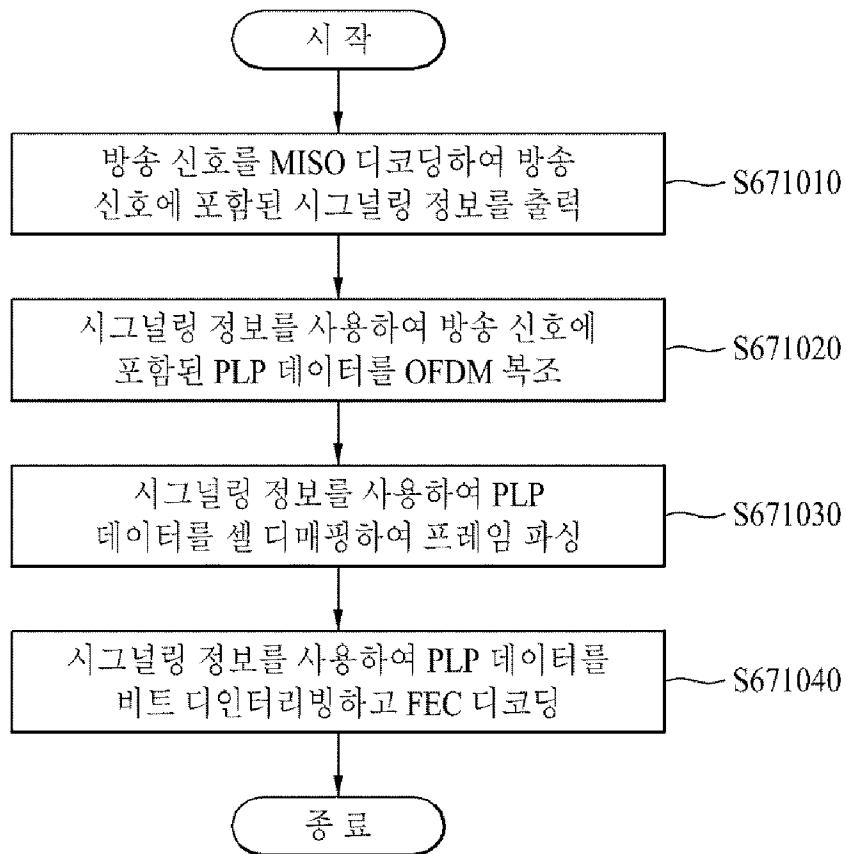 시 작
방송 신호를 MISO 디코딩하여 방송
신호에 포함된 시그널링 정보를 출력
S671010
시그널링 정보를 사용하여 방송 신호에
포함된 PLP 데이터를 OFDM 복조
S671020
시그널링 정보를 사용하여 PLP
데이터를 셀 디매핑하여 프레임 파싱
S671030
시그널링 정보를 사용하여 PLP 데이터를
비트 디인터리빙하고 FEC 디코딩
S671040
종 료